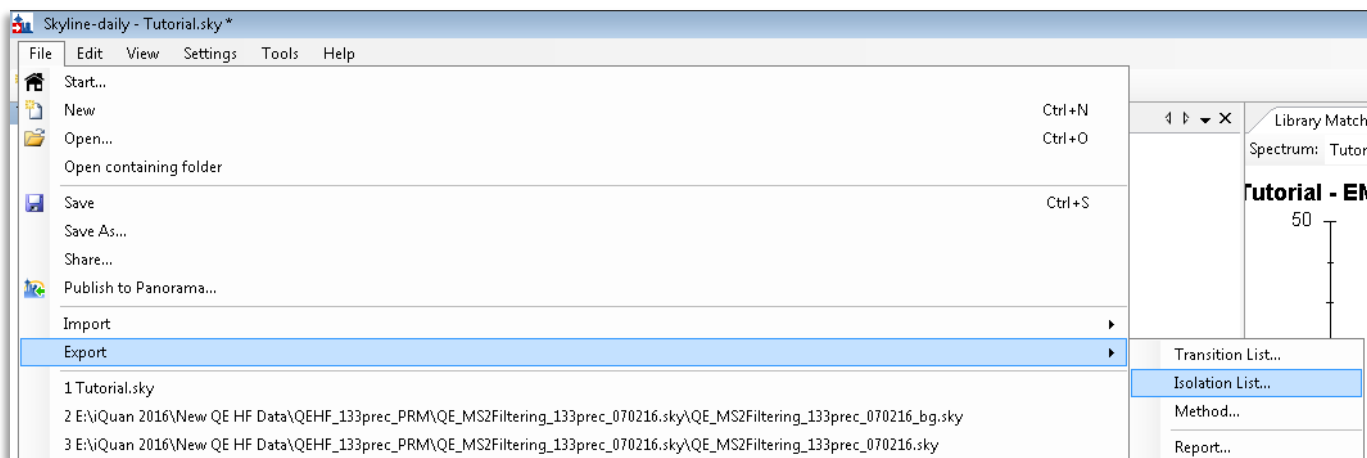 Skyline-daily - Tutorial.sky *
File Edit View Settings Tools Help
Start...
New Ctrl+N
Open... Ctrl+O
Open containing folder
Save Ctrl+S
Save As...
Share...
Publish to Panorama...
Import
Export
1 Tutorial.sky
2 E:\iQuan 2016\New QE HF Data\QEHF_133prec_PRM\QE_MS2Filtering_133prec_070216.sky\QE_MS2Filtering_133prec_070216_bg.sky
3 E:\iQuan 2016\New QE HF Data\QEHF_133prec_PRM\QE_MS2Filtering_133prec_070216.sky\QE_MS2Filtering_133prec_070216.sky
Library Match
Spectrum: Tutor
Tutorial - EM
50
Transition List...
Isolation List...
Method...
Report...